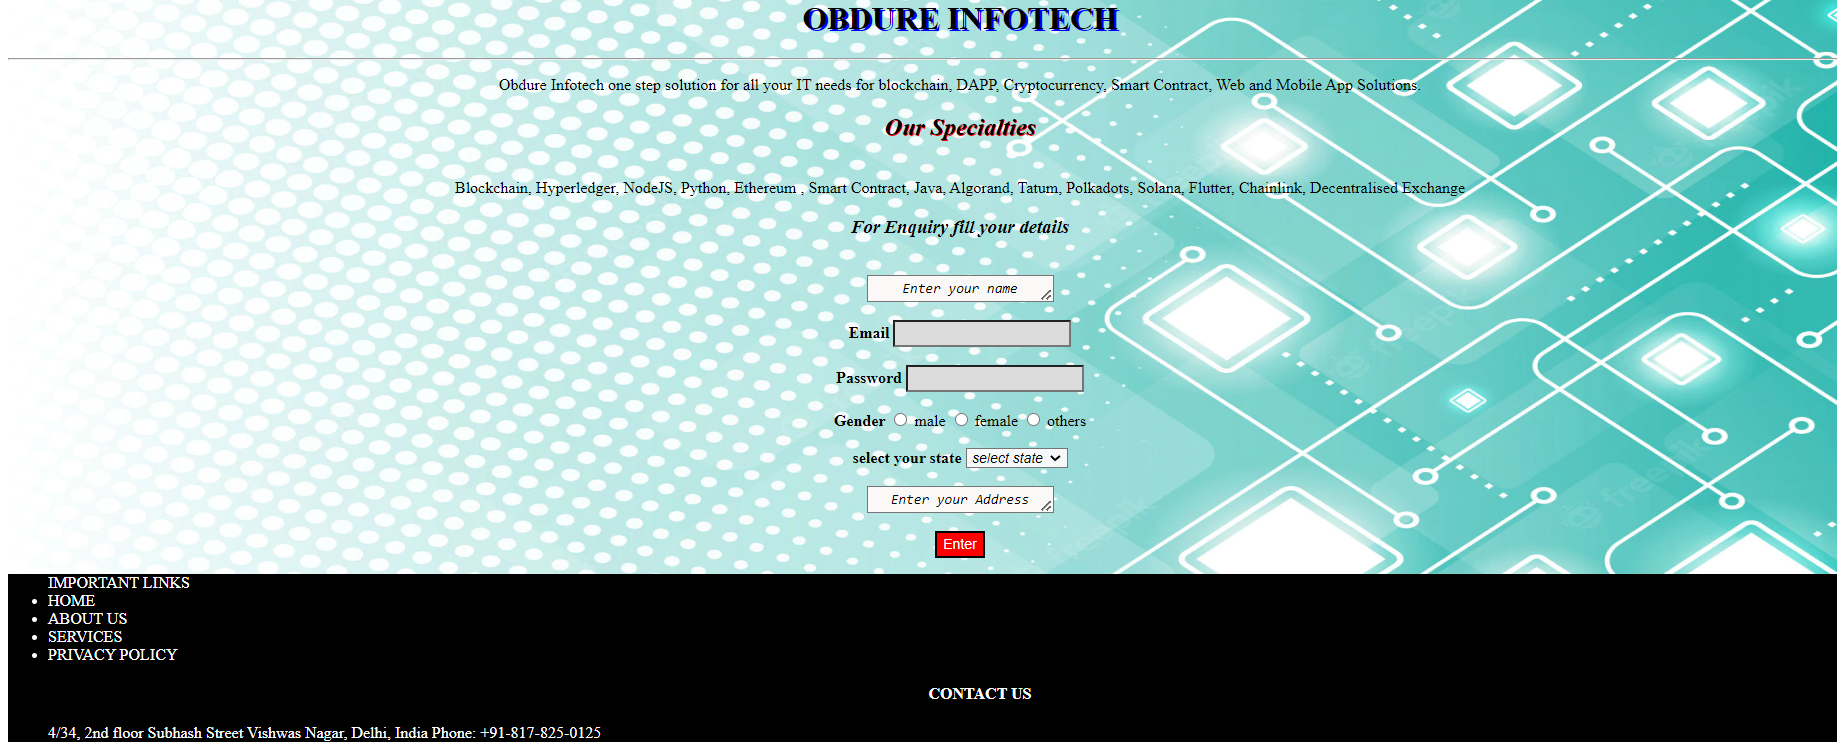 OBDURE INFOTECH
Obdure Infotech one step solution for all your IT needs for blockchain, DAPP, Cryptocurrency, Smart Contract, Web and Mobile App Solutions.
Our Specialties
Blockchain, Hyperledger, NodeJS, Python, Ethereum , Smart Contract, Java, Algorand, Tatum, Polkadots, Solana, Flutter, Chainlink, Decentralised Exchange
For Enquiry fill your details
Enter your name
Email
Password
Gender male female others
select your state select state
Enter your Address
Enter
freepik
freepik
freepik
IMPORTANT LINKS
HOME
ABOUT US
SERVICES
PRIVACY POLICY
CONTACT US
4/34, 2nd floor Subhash Street Vishwas Nagar, Delhi, India Phone: +91-817-825-0125